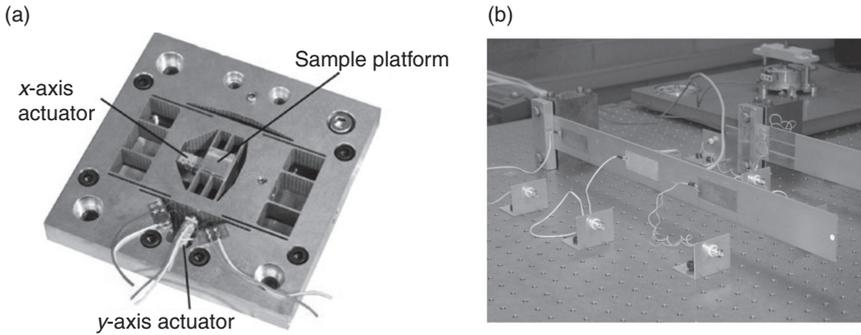 (a)
(b)
Sample platform
x-axis
actuator
y-axis actuator